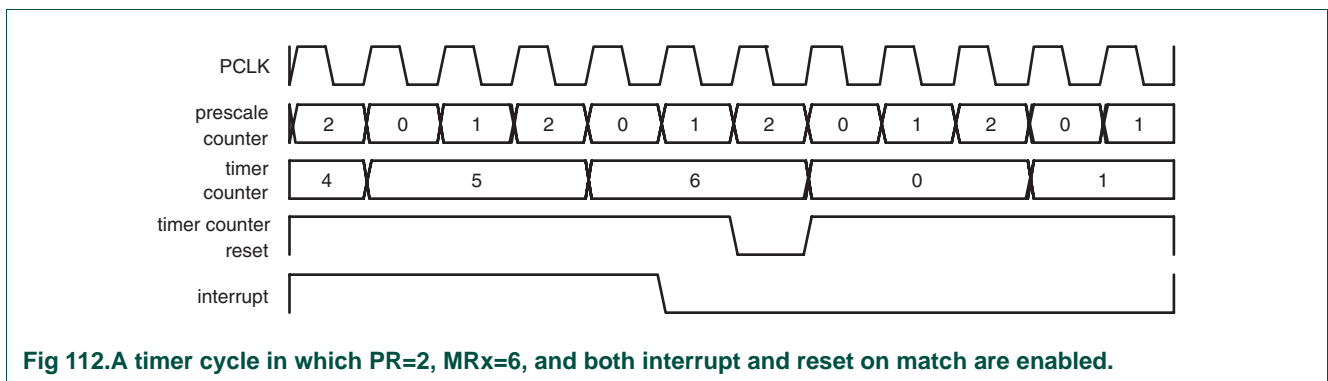 PCLK
prescale
counter
2 0 1 2 0 1 2 0 1 2 0 1
timer
counter
4 5 6 0 1
timer counter
reset
interrupt
Fig 112.A timer cycle in which PR=2, MRx=6, and both interrupt and reset on match are enabled.